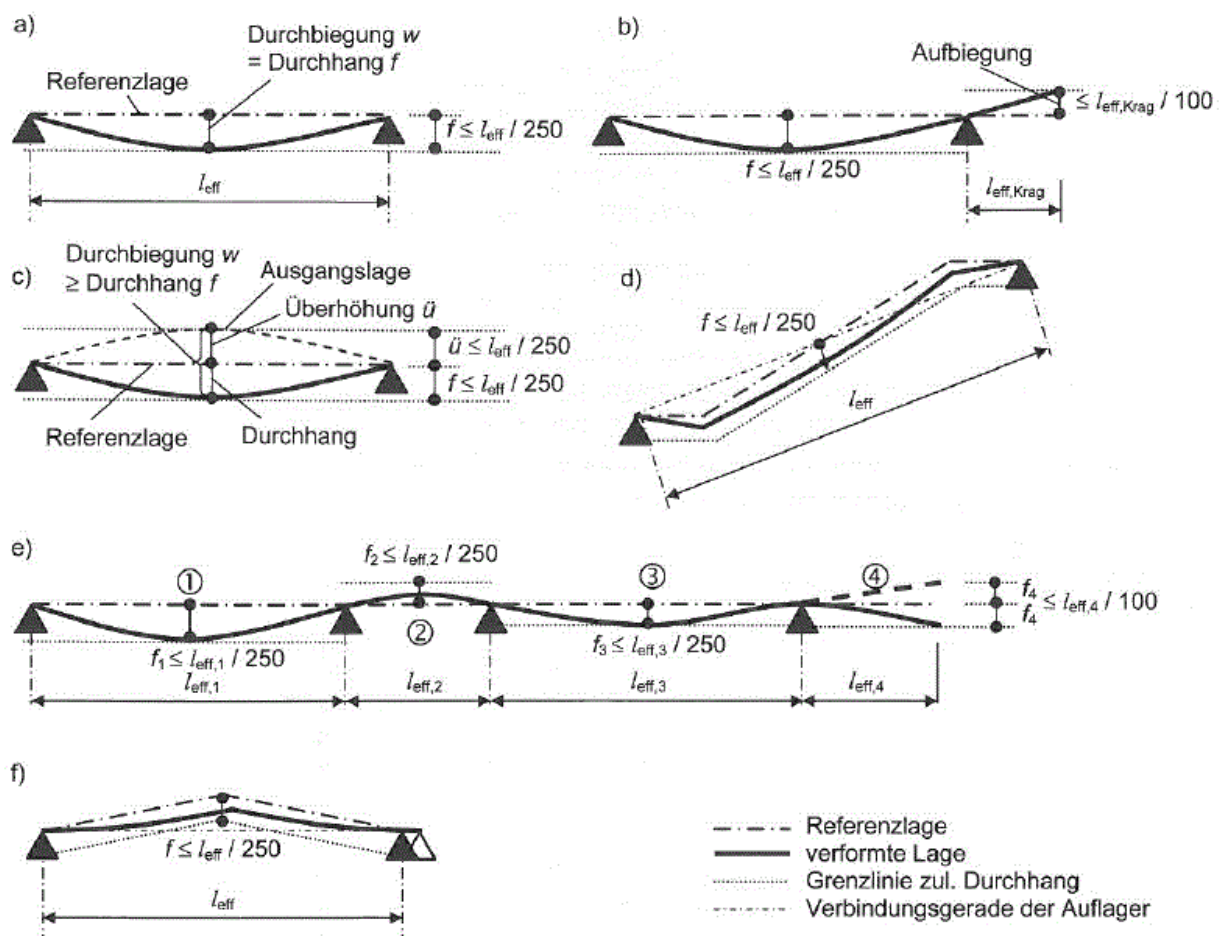 a)
Durchbiegung w
= Durchhang f
Referenzlage
f ≤ l_eff / 250
l_eff
b)
Aufbiegung
≤ l_eff,Krag / 100
f ≤ l_eff / 250
l_eff,Krag
c)
Durchbiegung w
≥ Durchhang f
Ausgangslage
Überhöhung ü
ü ≤ l_eff / 250
f ≤ l_eff / 250
Referenzlage
Durchhang
d)
f ≤ l_eff / 250
l_eff
e)
①
f₂ ≤ l_eff,2 / 250
③
④
f₄
≤ l_eff,4 / 100
f₄
②
f₁ ≤ l_eff,1 / 250
f₃ ≤ l_eff,3 / 250
l_eff,1
l_eff,2
l_eff,3
l_eff,4
f)
f ≤ l_eff / 250
l_eff
Referenzlage
verformte Lage
Grenzlinie zul. Durchhang
Verbindungsgerade der Auflager